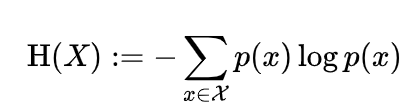 H(X) := − ∑_{x∈𝒳} p(x) log p(x)